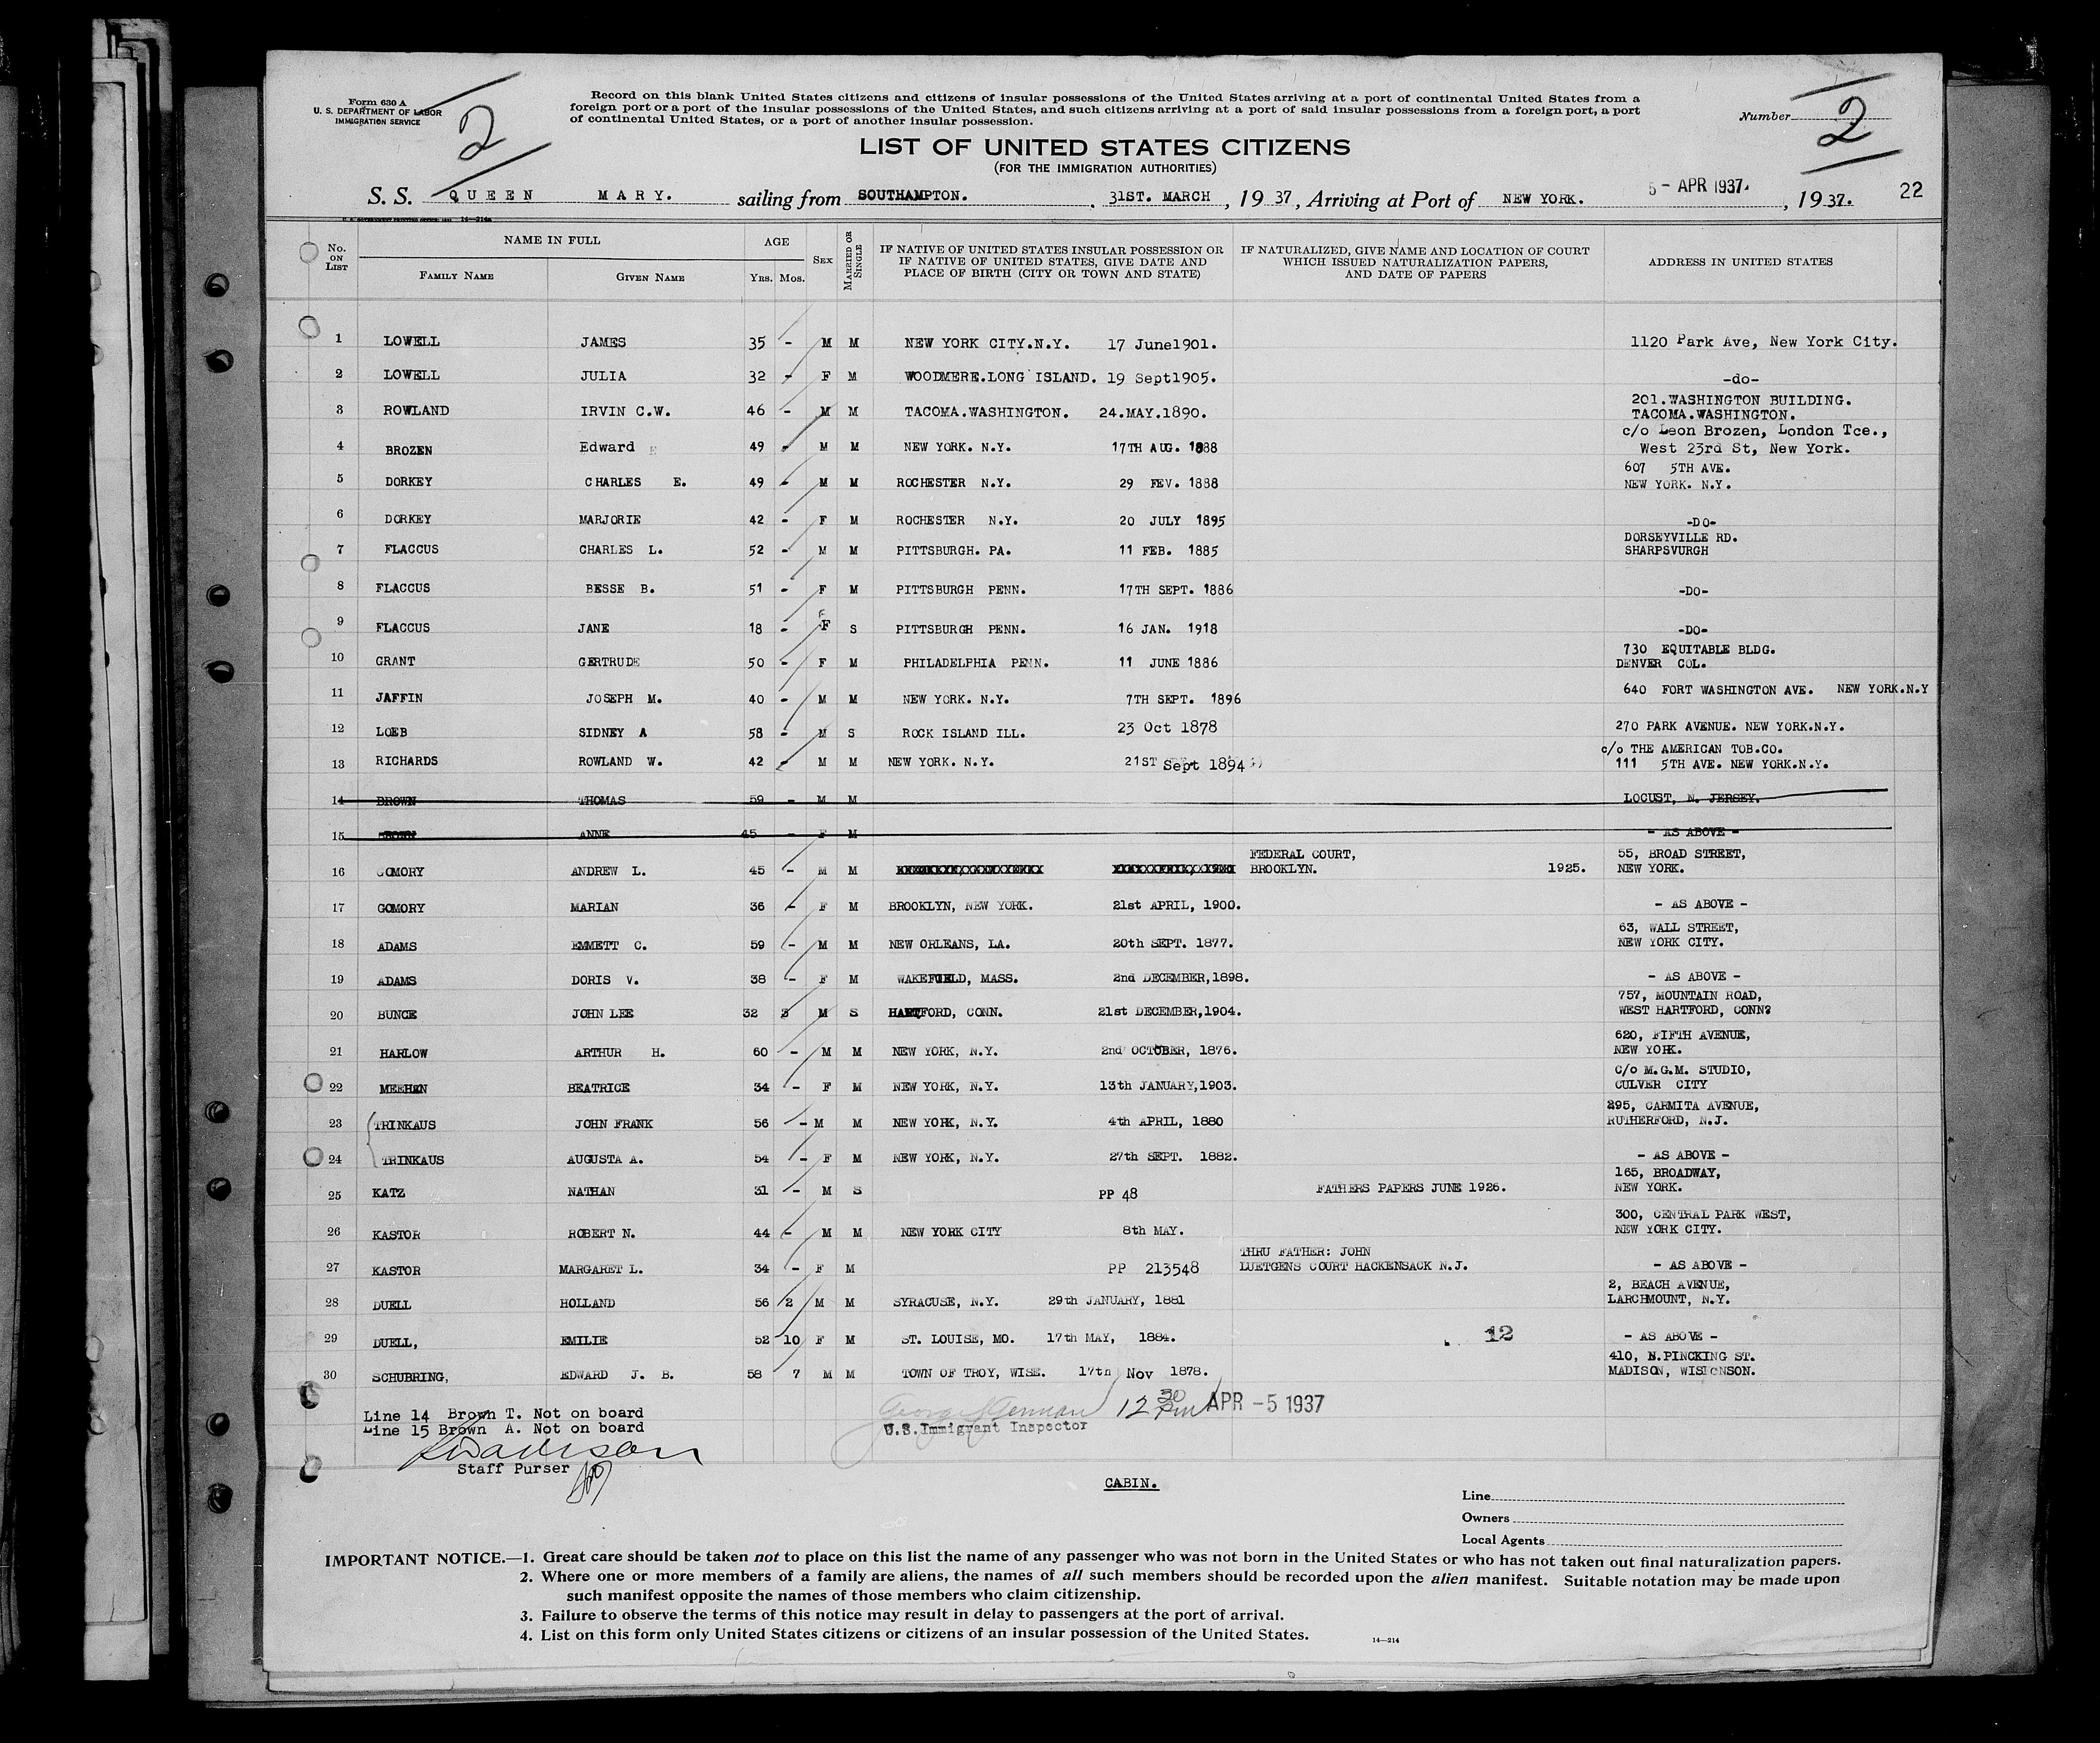 Form 630 A
U. S. DEPARTMENT OF LABOR
IMMIGRATION SERVICE
2
Record on this blank United States citizens and citizens of insular possessions of the United States arriving at a port of continental United States from a
foreign port or a port of the insular possessions of the United States, and such citizens arriving at a port of said insular possessions from a foreign port, a port
of continental United States, or a port of another insular possession.
Number 2
LIST OF UNITED STATES CITIZENS
(FOR THE IMMIGRATION AUTHORITIES)
S. S. QUEEN MARY. sailing from SOUTHAMPTON. , 31ST. MARCH , 19 37, Arriving at Port of NEW YORK. 5 - APR 1937. , 19 37. 22
No. ON LIST NAME IN FULL FAMILY NAME GIVEN NAME AGE YRS. MOS. SEX MARRIED OR SINGLE IF NATIVE OF UNITED STATES INSULAR POSSESSION OR IF NATIVE OF UNITED STATES, GIVE DATE AND PLACE OF BIRTH (CITY OR TOWN AND STATE) IF NATURALIZED, GIVE NAME AND LOCATION OF COURT WHICH ISSUED NATURALIZATION PAPERS, AND DATE OF PAPERS ADDRESS IN UNITED STATES
1 LOWELL JAMES 35 - M M NEW YORK CITY.N.Y. 17 June1901. 1120 Park Ave, New York City.
2 LOWELL JULIA 32 - F M WOODMERE.LONG ISLAND. 19 Sept1905. -do-
3 ROWLAND IRVIN C.W. 46 - M M TACOMA.WASHINGTON. 24.MAY.1890. 201.WASHINGTON BUILDING.
TACOMA.WASHINGTON.
4 BROZEN Edward 49 - M M NEW YORK. N.Y. 17TH AUG. 1888 c/o Leon Brozen, London Tce.,
West 23rd St, New York.
5 DORKEY CHARLES E. 49 - M M ROCHESTER N.Y. 29 FEV. 1888 607 5TH AVE.
NEW YORK. N.Y.
6 DORKEY MARJORIE 42 - F M ROCHESTER N.Y. 20 JULY 1895 -DO-
7 FLACCUS CHARLES L. 52 - M M PITTSBURGH. PA. 11 FEB. 1885 DORSEYVILLE RD.
SHARPSVURGH
8 FLACCUS BESSE B. 51 - F M PITTSBURGH PENN. 17TH SEPT. 1886 -DO-
9 FLACCUS JANE 18 - F S PITTSBURGH PENN. 16 JAN. 1918 -DO-
10 GRANT GERTRUDE 50 - F M PHILADELPHIA PENN. 11 JUNE 1886 730 EQUITABLE BLDG.
DENVER COL.
11 JAFFIN JOSEPH M. 40 - M M NEW YORK. N.Y. 7TH SEPT. 1896 640 FORT WASHINGTON AVE. NEW YORK.N.Y
12 LOEB SIDNEY A 58 - M S ROCK ISLAND ILL. 23 Oct 1878 270 PARK AVENUE. NEW YORK.N.Y.
13 RICHARDS ROWLAND W. 42 - M M NEW YORK. N.Y. 21ST Sept 1894 c/o THE AMERICAN TOB.CO.
111 5TH AVE. NEW YORK.N.Y.
14 BROWN THOMAS 59 - M M LOCUST, N. JERSEY.
15 BROWN ANNE 45 - F M - AS ABOVE -
16 GOMORY ANDREW L. 45 - M M FEDERAL COURT,
BROOKLYN. 1925. 55, BROAD STREET,
NEW YORK.
17 GOMORY MARIAN 36 - F M BROOKLYN, NEW YORK. 21st APRIL, 1900. - AS ABOVE -
18 ADAMS EMMETT C. 59 - M M NEW ORLEANS, LA. 20th SEPT. 1877. 63, WALL STREET,
NEW YORK CITY.
19 ADAMS DORIS V. 38 - F M WAKEFIELD, MASS. 2nd DECEMBER,1898. - AS ABOVE -
20 BUNCE JOHN LEE 32 3 M S HARTFORD, CONN. 21st DECEMBER,1904. 757, MOUNTAIN ROAD,
WEST HARTFORD, CONN?
21 HARLOW ARTHUR H. 60 - M M NEW YORK, N.Y. 2nd OCTOBER, 1876. 620, FIFTH AVENUE,
NEW YORK.
22 MEEHAN BEATRICE 34 - F M NEW YORK, N.Y. 13th JANUARY,1903. C/O M.G.M. STUDIO,
CULVER CITY
23 TRINKAUS JOHN FRANK 56 - M M NEW YORK, N.Y. 4th APRIL, 1880 295, CARMITA AVENUE,
RUTHERFORD, N.J.
24 TRINKAUS AUGUSTA A. 54 - F M NEW YORK, N.Y. 27th SEPT. 1882. - AS ABOVE -
25 KATZ NATHAN 31 - M S PP 48 FATHERS PAPERS JUNE 1926. 165, BROADWAY,
NEW YORK.
26 KASTOR ROBERT N. 44 - M M NEW YORK CITY 8th MAY. 300, CENTRAL PARK WEST,
NEW YORK CITY.
27 KASTOR MARGARET L. 34 - F M PP 213548 THRU FATHER: JOHN
LUETGENS COURT HACKENSACK N.J. - AS ABOVE -
28 DUELL HOLLAND 56 2 M M SYRACUSE, N.Y. 29th JANUARY, 1881 2, BEACH AVENUE,
LARCHMOUNT, N.Y.
29 DUELL, EMILIE 52 10 F M ST. LOUISE, MO. 17th MAY, 1884. 12 - AS ABOVE -
30 SCHUBRING, EDWARD J. B. 58 7 M M TOWN OF TROY, WISE. 17th Nov 1878. 410, N.PINCKING ST.
MADISON, WISICNSON.
Line 14 Brown T. Not on board
Line 15 Brown A. Not on board
Staff Purser
12 30 pm APR -5 1937
U.S.Immigrant Inspector
CABIN.
Line
Owners
Local Agents
IMPORTANT NOTICE.—1. Great care should be taken not to place on this list the name of any passenger who was not born in the United States or who has not taken out final naturalization papers.
2. Where one or more members of a family are aliens, the names of all such members should be recorded upon the alien manifest. Suitable notation may be made upon
such manifest opposite the names of those members who claim citizenship.
3. Failure to observe the terms of this notice may result in delay to passengers at the port of arrival.
4. List on this form only United States citizens or citizens of an insular possession of the United States.
14—214